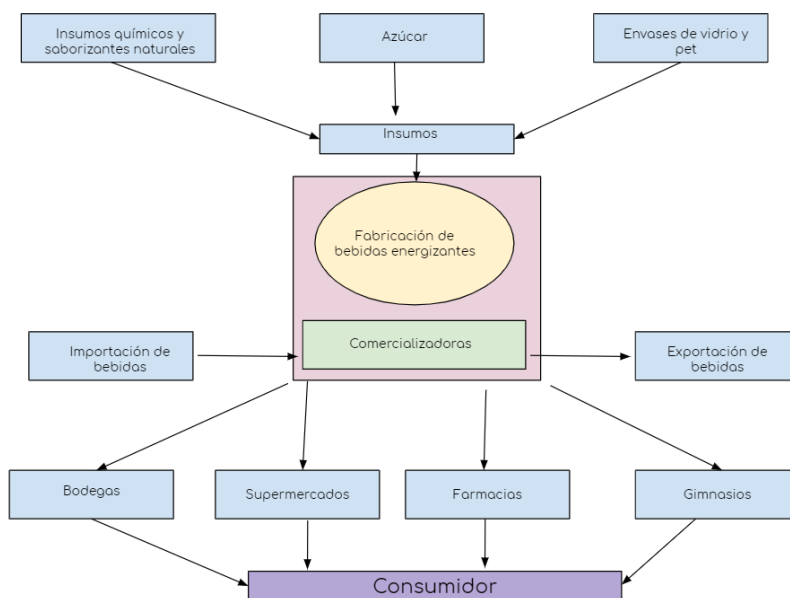 Insumos químicos y
saborizantes naturales
Azúcar
Envases de vidrio y
pet
Insumos
Fabricación de
bebidas energizantes
Importación de
bebidas
Comercializadoras
Exportación de
bebidas
Bodegas
Supermercados
Farmacias
Gimnasios
Consumidor